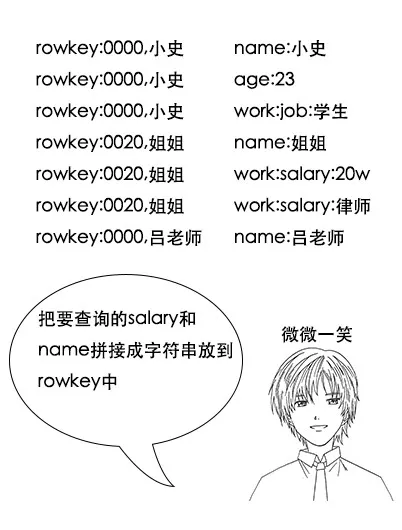 rowkey:0000,小史 name:小史
rowkey:0000,小史 age:23
rowkey:0000,小史 work:job:学生
rowkey:0020,姐姐 name:姐姐
rowkey:0020,姐姐 work:salary:20w
rowkey:0020,姐姐 work:salary:律师
rowkey:0000,吕老师 name:吕老师
把要查询的salary和
name拼接成字符串放到
rowkey中
微微一笑